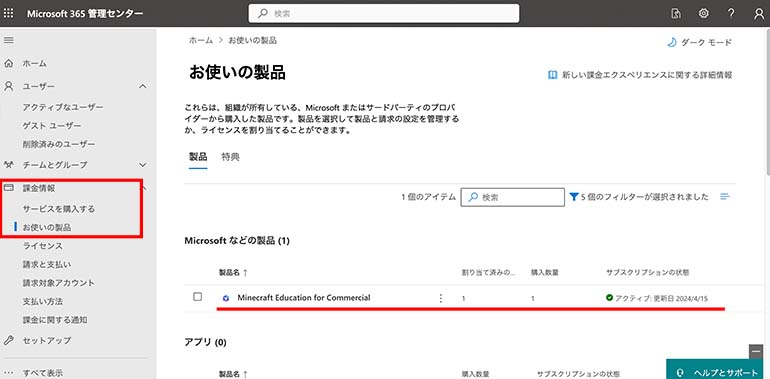 Microsoft 365 管理センター
検索
ホーム
ユーザー
アクティブなユーザー
ゲスト ユーザー
削除済みのユーザー
チームとグループ
課金情報
サービスを購入する
お使いの製品
ライセンス
請求と支払い
請求対象アカウント
支払い方法
課金に関する通知
セットアップ
すべて表示
ホーム > お使いの製品
ダーク モード
お使いの製品
新しい課金エクスペリエンスに関する詳細情報
これらは、組織が所有している、Microsoft またはサードパーティのプロバ
イダーから購入した製品です。製品を選択して製品と請求の設定を管理する
か、ライセンスを割り当てることができます。
製品 特典
1 個のアイテム 検索 5 個のフィルターが選択されました
Microsoft などの製品 (1)
製品名 ↑ 割り当て済みの... 購入数量 サブスクリプションの状態
Minecraft Education for Commercial 1 1 アクティブ: 更新日 2024/4/15
アプリ (0)
製品名 ↑ 購入数量 サブスクリプションの状態
ヘルプとサポート